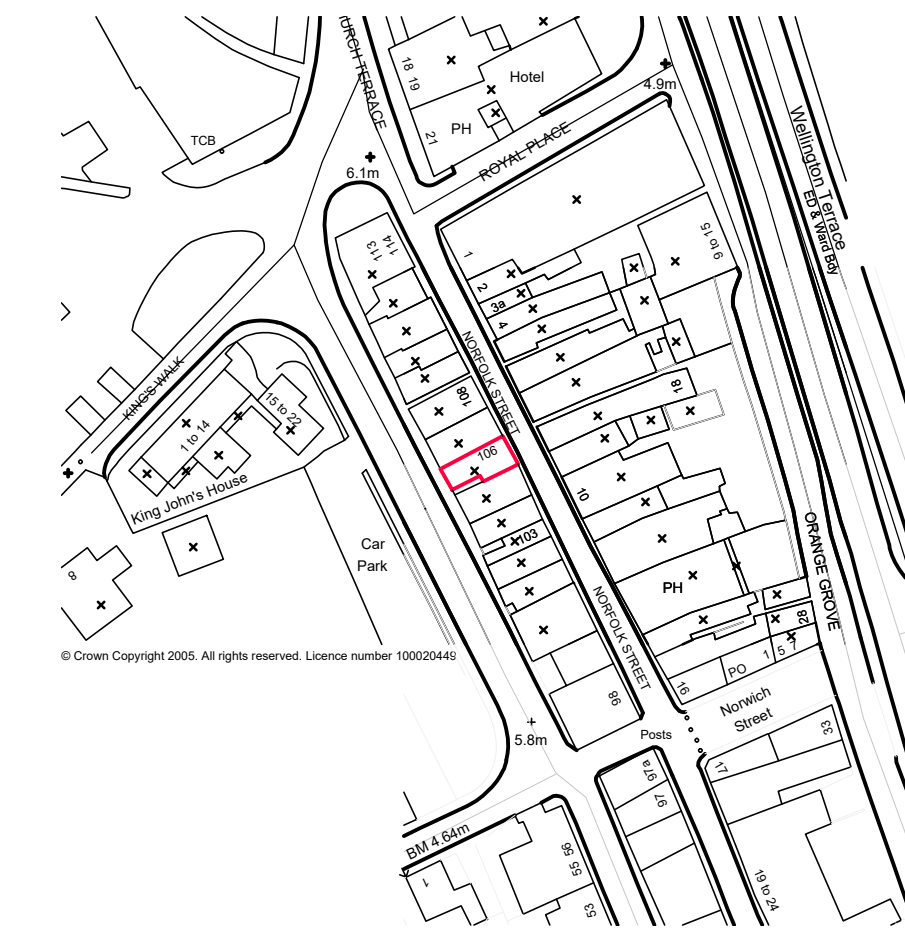 HURCH TERRACE
18 19
Hotel
4.9m
PH
21
TCB
6.1m
ROYAL PLACE
Wellington Terrace
ED & Ward Bdy
114
113
1
9 to 15
2
3a
4
NORFOLK STREET
KING'S WALK
108
18
15 to 22
1 to 14
106
King John's House
10
103
Car
Park
ORANGE GROVE
8
PH
NORFOLK STREET
28
© Crown Copyright 2005. All rights reserved. Licence number 100020449
PO
1
5
7
16
98
Norwich
Street
5.8m
Posts
33
97a
17
97
BM 4.64m
56
55
1
53
19 to 24